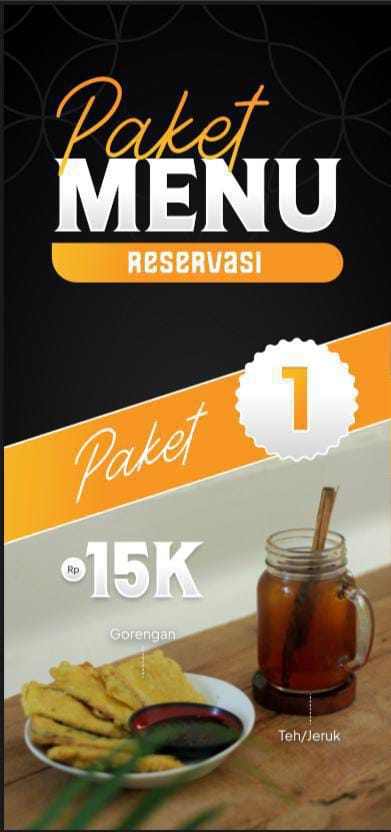 Paket
MENU
Reservasi
Paket
1
Rp
15K
Gorengan
Teh/Jeruk